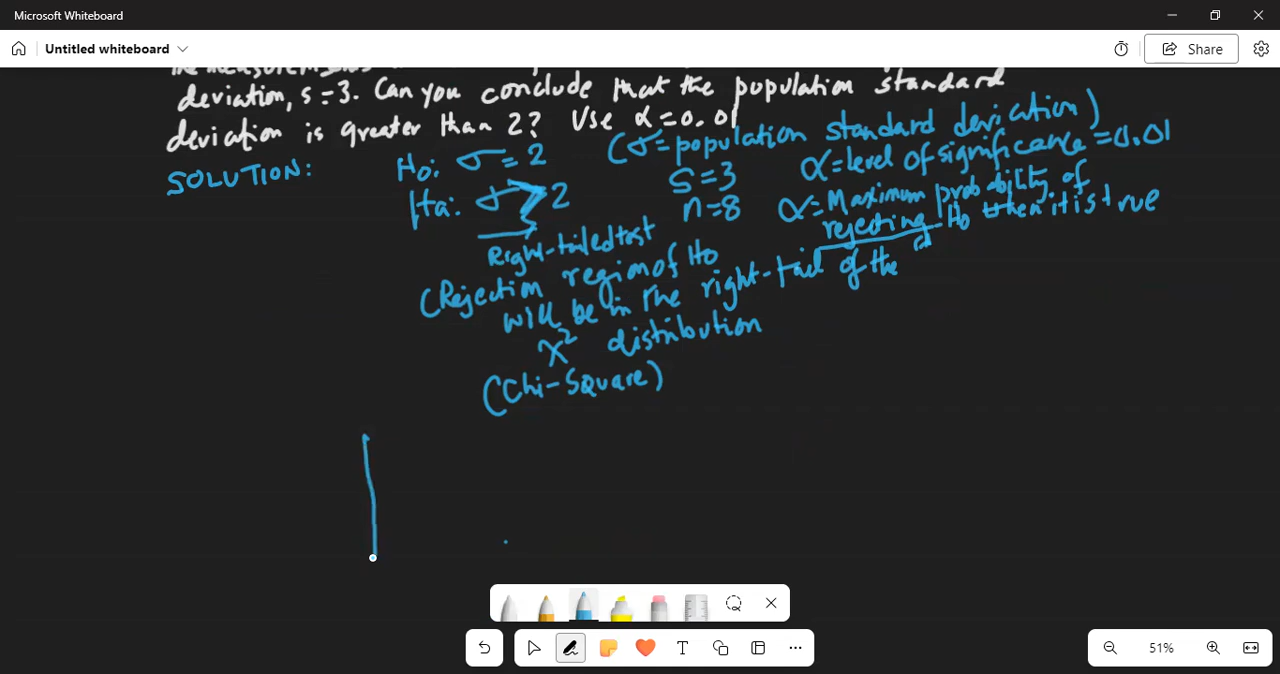 Microsoft Whiteboard
Untitled whiteboard
Share
the measurements
deviation, s = 3. Can you conclude that the population standard
deviation is greater than 2? Use α = 0.01
SOLUTION:
Ho: σ = 2
Ha: σ > 2
Right-tailed test
(Rejection region of Ho
will be in the right-tail of the
χ² distribution
(Chi-Square)
(σ = population standard deviation)
s = 3
n = 8
α = level of significance = 0.01
α = Maximum probability of
rejecting Ho when it is true
51%